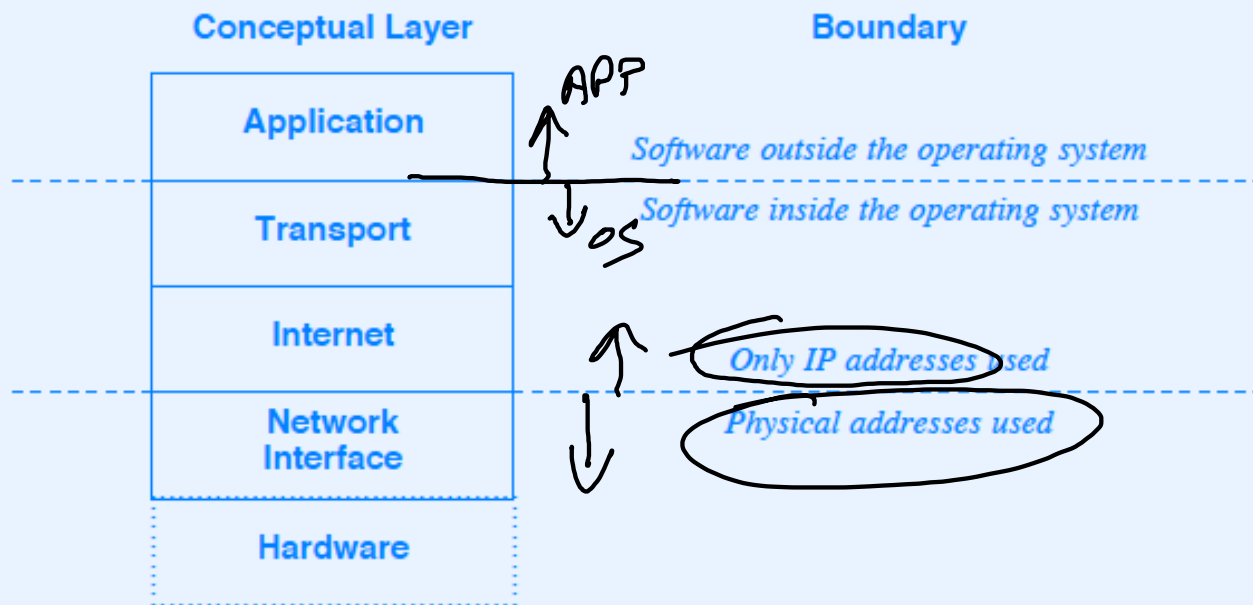 Conceptual Layer
Boundary
APP
Application
Software outside the operating system
Software inside the operating system
Transport
OS
Internet
Only IP addresses used
Network
Interface
Physical addresses used
Hardware